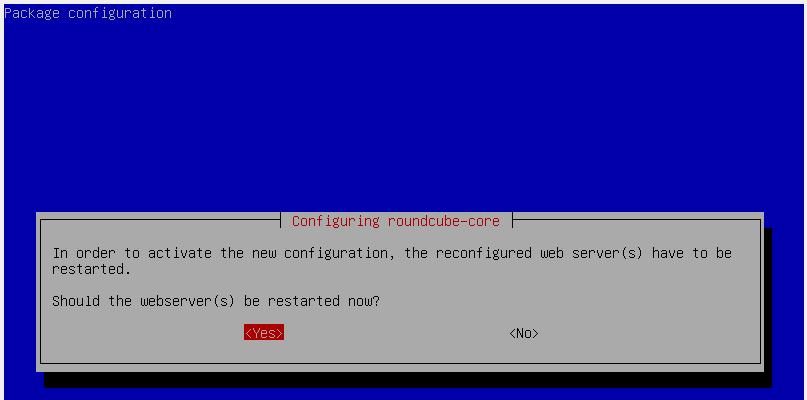 Package configuration
Configuring roundcube-core
In order to activate the new configuration, the reconfigured web server(s) have to be
restarted.
Should the webserver(s) be restarted now?
<Yes> <No>